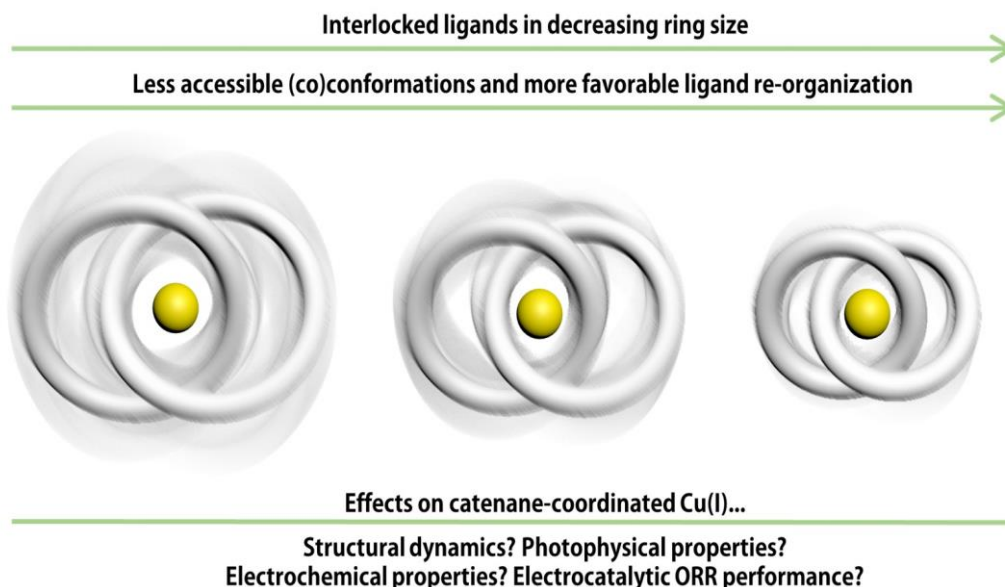 Interlocked ligands in decreasing ring size
Less accessible (co)conformations and more favorable ligand re-organization
Effects on catenane-coordinated Cu(I)...
Structural dynamics? Photophysical properties?
Electrochemical properties? Electrocatalytic ORR performance?